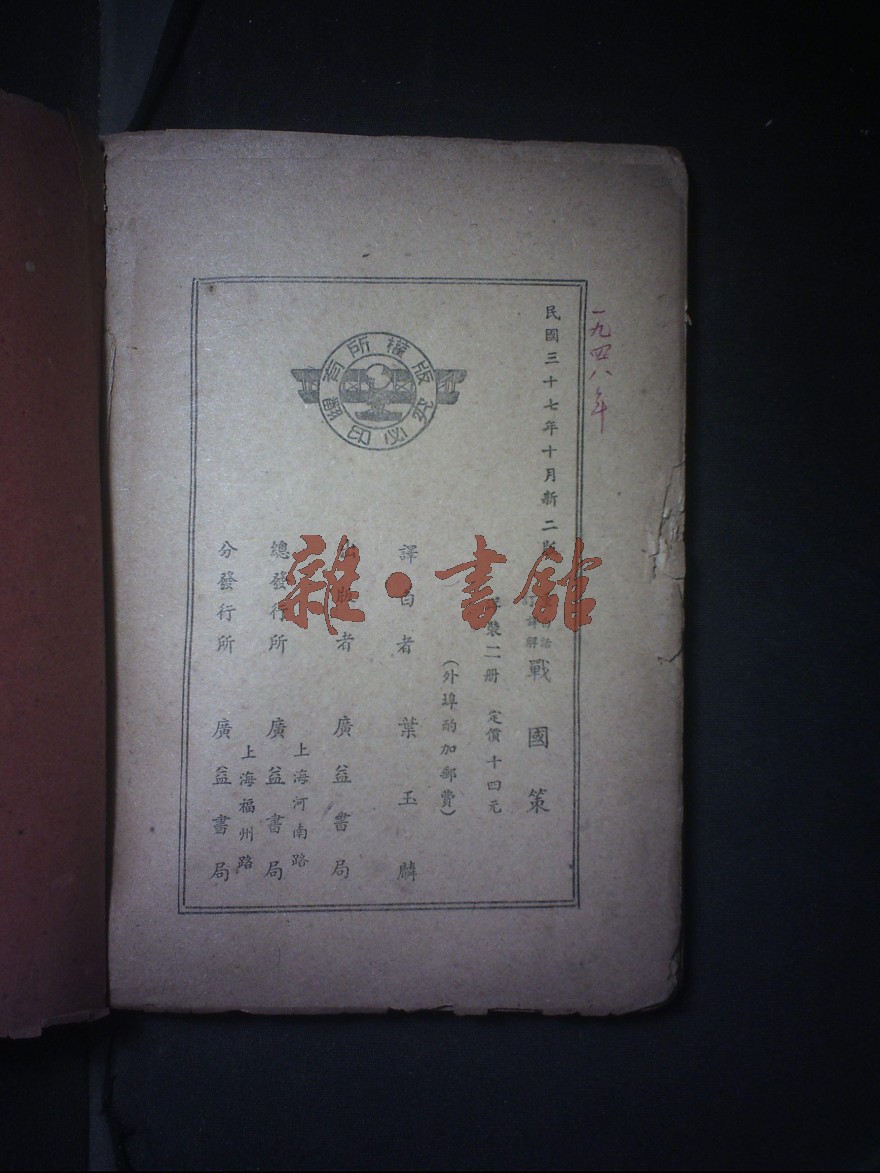 一九四八年
民國三十七年十月新二版
詳解
戰國策
裝二冊 定價十四元
(外埠酌加郵費)
譯白者 葉玉麟
出版者 廣益書局
上海河南路
總發行所 廣益書局
上海福州路
分發行所 廣益書局
版權所有
翻印必究
雜·書館